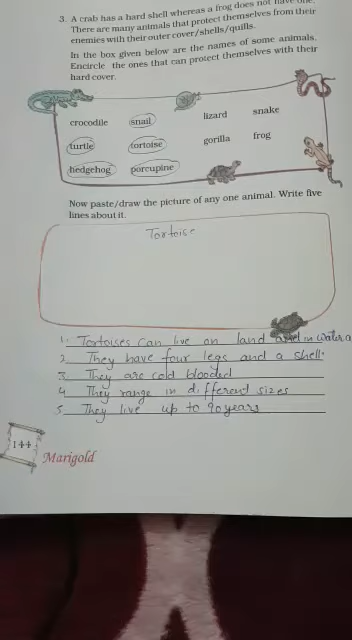 3. A crab has a hard shell whereas a frog does not have one.
There are many animals that protect themselves from their
enemies with their outer cover/shells/quills.
In the box given below are the names of some animals.
Encircle the ones that can protect themselves with their
hard cover.
crocodile snail lizard snake
turtle tortoise gorilla frog
hedgehog porcupine
Now paste/draw the picture of any one animal. Write five
lines about it.
Tortoise
1. Tortoises can live on land and in water
2. They have four legs and a shell.
3. They are cold blooded
4. They range in different sizes
5. They live up to 90 years
144
Marigold